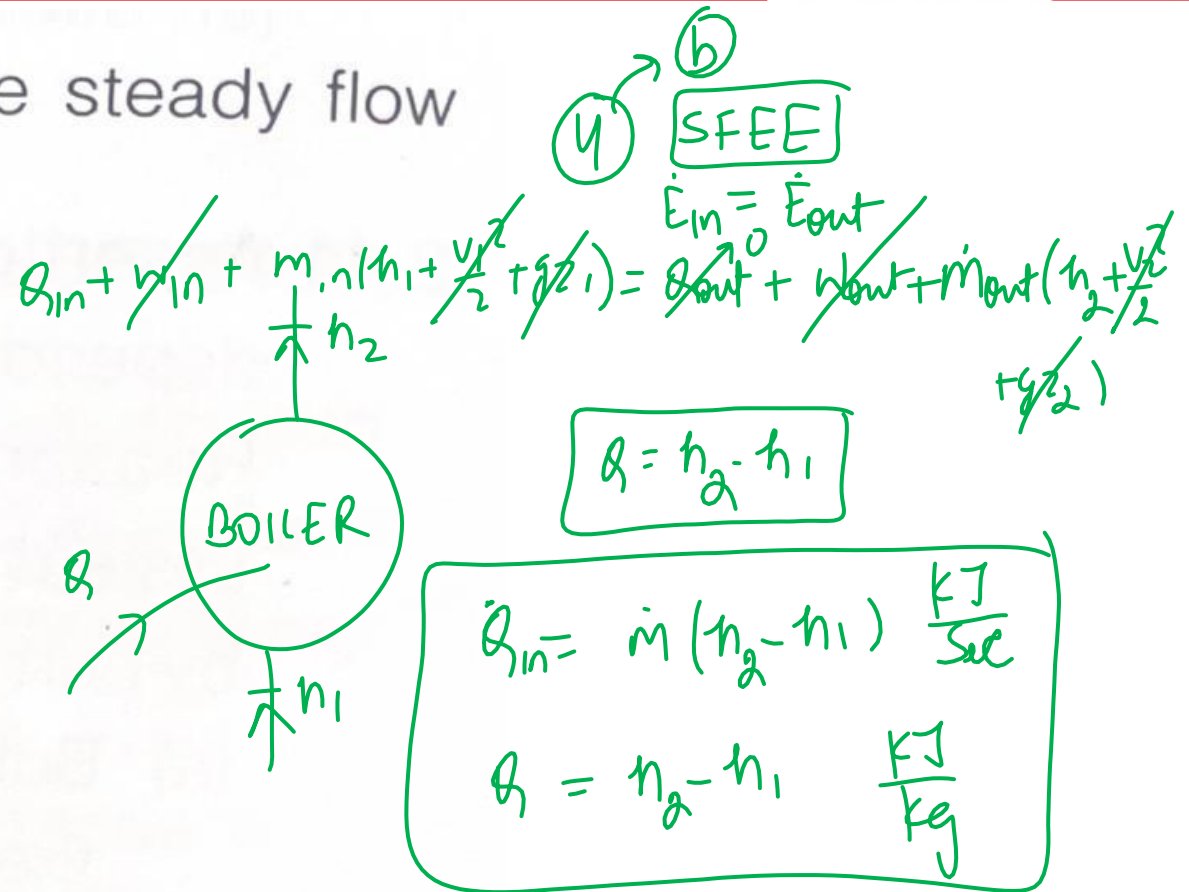 e steady flow
(4) → (b)
SFEE
Ėin = Ėout
Qin + Win + ṁin(h1 + V1²/2 + gz1) = Qout→0 + Wout + ṁout(h2 + V2²/2
+ gz2)
h2
Q = h2 - h1
BOILER
Q
Q̇in = ṁ(h2 - h1) KJ/Sec
h1
Q = h2 - h1 KJ/Kg